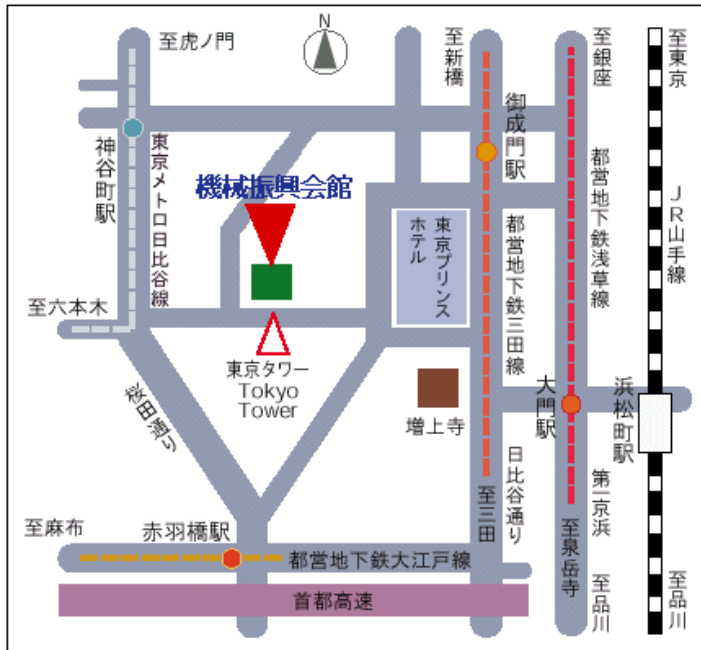 至虎ノ門
N
至新橋
至銀座
至東京
神谷町駅
東京メトロ日比谷線
機械振興会館
御成門駅
都営地下鉄浅草線
JR山手線
東京プリンス
ホテル
都営地下鉄三田線
至六本木
東京タワー
Tokyo
Tower
桜田通り
増上寺
大門駅
浜松町駅
日比谷通り
至三田
第一京浜
至泉岳寺
至品川
至品川
至麻布
赤羽橋駅
都営地下鉄大江戸線
首都高速